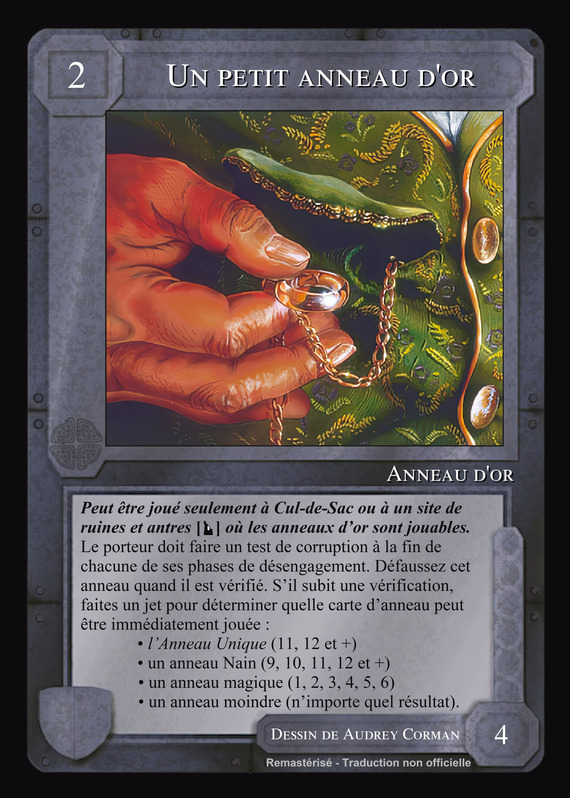 2
Un petit anneau d'or
Anneau d'or
Peut être joué seulement à Cul-de-Sac ou à un site de
ruines et antres [] où les anneaux d’or sont jouables.
Le porteur doit faire un test de corruption à la fin de
chacune de ses phases de désengagement. Défaussez cet
anneau quand il est vérifié. S’il subit une vérification,
faites un jet pour déterminer quelle carte d’anneau peut
être immédiatement jouée :
• l’Anneau Unique (11, 12 et +)
• un anneau Nain (9, 10, 11, 12 et +)
• un anneau magique (1, 2, 3, 4, 5, 6)
• un anneau moindre (n’importe quel résultat).
Dessin de Audrey Corman
4
Remastérisé - Traduction non officielle